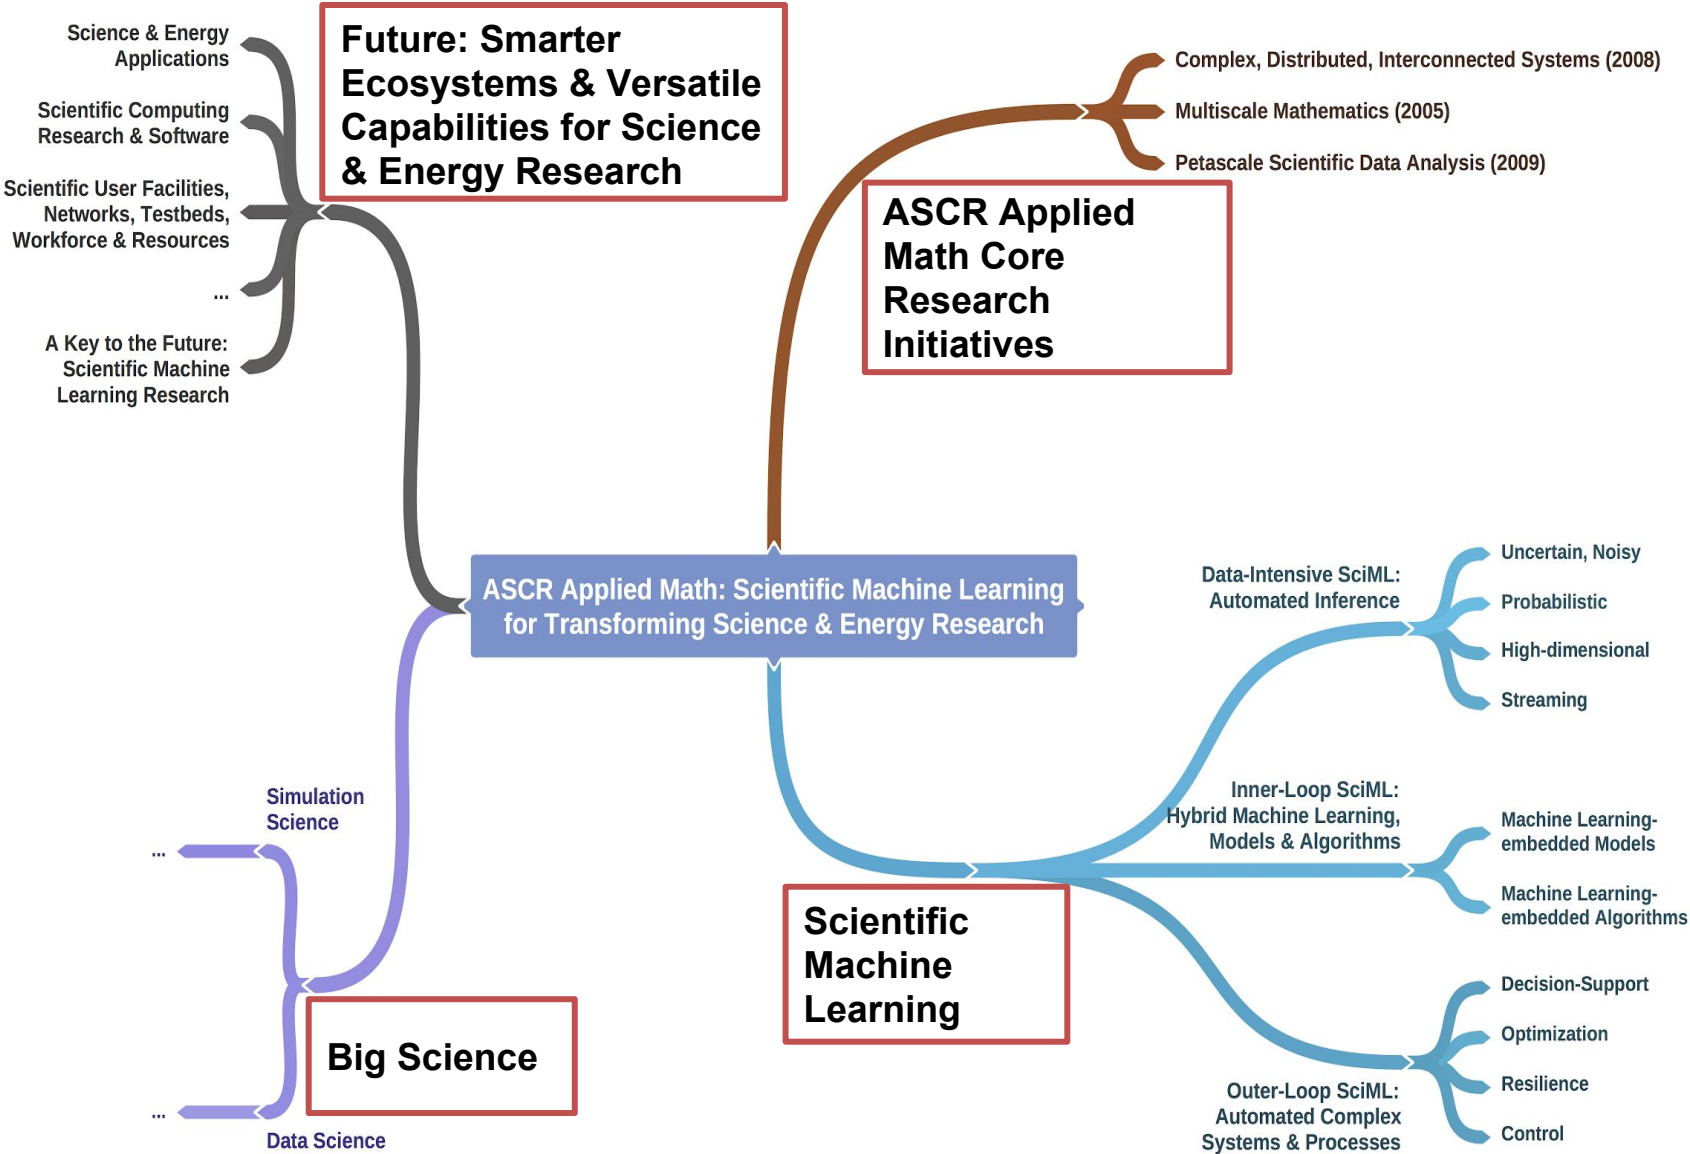 Science & Energy
Applications
Scientific Computing
Research & Software
Scientific User Facilities,
Networks, Testbeds,
Workforce & Resources
...
A Key to the Future:
Scientific Machine
Learning Research
Future: Smarter
Ecosystems & Versatile
Capabilities for Science
& Energy Research
Complex, Distributed, Interconnected Systems (2008)
Multiscale Mathematics (2005)
Petascale Scientific Data Analysis (2009)
ASCR Applied
Math Core
Research
Initiatives
ASCR Applied Math: Scientific Machine Learning
for Transforming Science & Energy Research
Simulation
Science
...
Big Science
...
Data Science
Scientific
Machine
Learning
Data-Intensive SciML:
Automated Inference
Uncertain, Noisy
Probabilistic
High-dimensional
Streaming
Inner-Loop SciML:
Hybrid Machine Learning,
Models & Algorithms
Machine Learning-
embedded Models
Machine Learning-
embedded Algorithms
Outer-Loop SciML:
Automated Complex
Systems & Processes
Decision-Support
Optimization
Resilience
Control